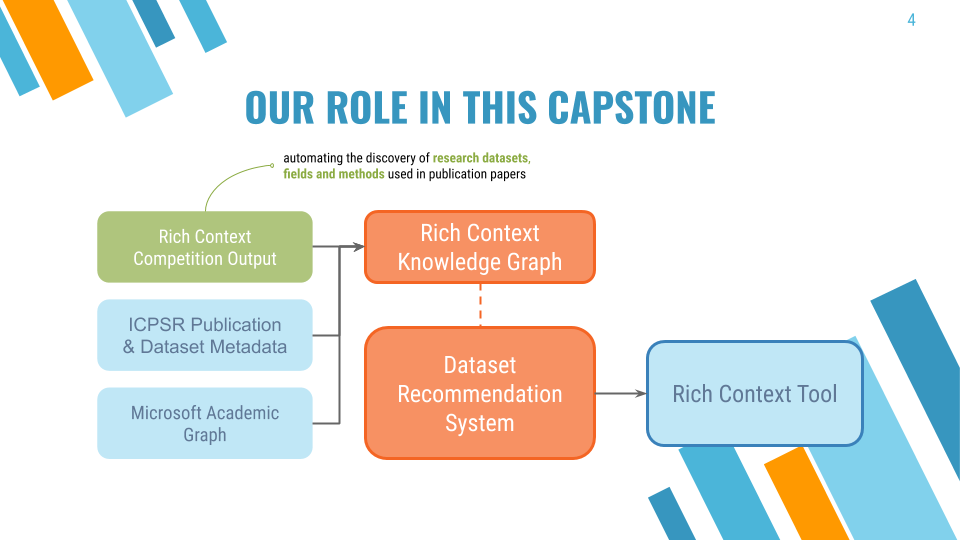 4
OUR ROLE IN THIS CAPSTONE
automating the discovery of research datasets,
fields and methods used in publication papers
Rich Context
Competition Output
Rich Context
Knowledge Graph
ICPSR Publication
& Dataset Metadata
Dataset
Recommendation
System
Rich Context Tool
Microsoft Academic
Graph